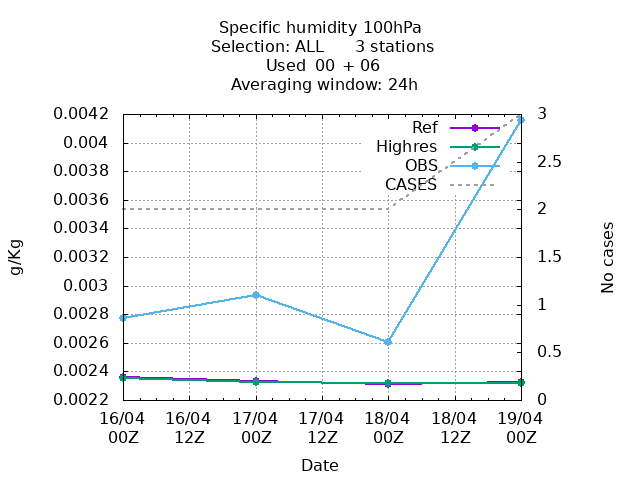 Specific humidity 100hPa
Selection: ALL 3 stations
Used 00 + 06
Averaging window: 24h
0.0042
0.004
0.0038
0.0036
0.0034
0.0032
0.003
0.0028
0.0026
0.0024
0.0022
g/Kg
Ref
Highres
OBS
CASES
3
2.5
2
1.5
1
0.5
0
No cases
16/04 16/04 17/04 17/04 18/04 18/04 19/04
00Z 12Z 00Z 12Z 00Z 12Z 00Z
Date